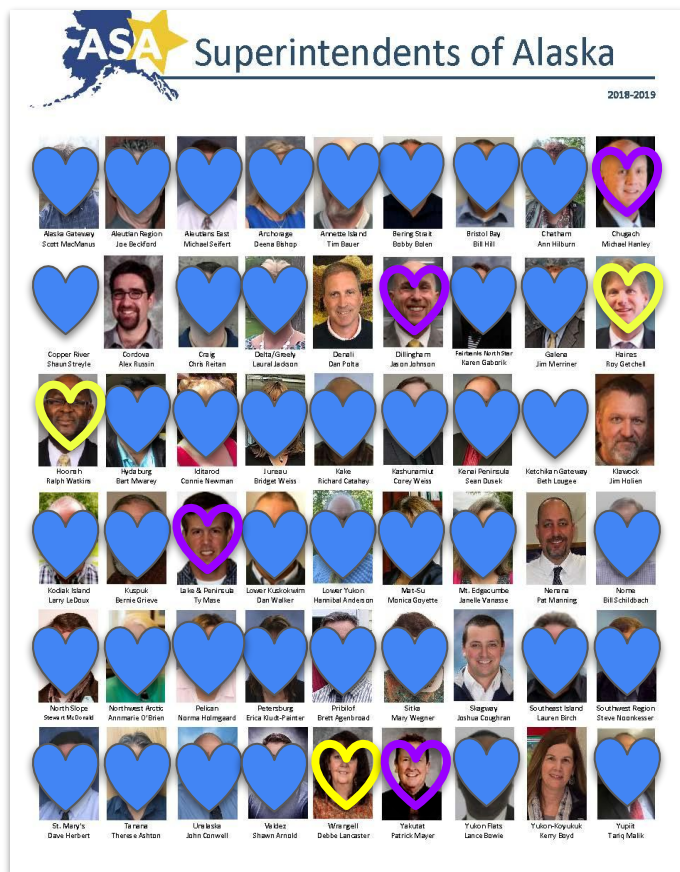 ASA
Superintendents of Alaska
2018-2019
Alaska Gateway Aleutian Region Aleutians East Anchorage Annette Island Bering Strait Bristol Bay Chatham Chugach
Scott MacManus Joe Beckford Michael Seifert Deena Bishop Tim Bauer Bobby Bolen Bill Hill Ann Hilburn Michael Hanley
Copper River Cordova Craig Delta/Greely Denali Dillingham Fairbanks North Star Galena Haines
Shaun Streyle Alex Russin Chris Reitan Laural Jackson Dan Polta Jason Johnson Karen Gaborik Jim Merriner Roy Getchell
Hoonah Hydaburg Iditarod Juneau Kake Kashunamiut Kenai Peninsula Ketchikan Gateway Klawock
Ralph Watkins Bart Mwarey Connie Newman Bridget Weiss Richard Catahay Corey Weiss Sean Dusek Beth Lougee Jim Holien
Kodiak Island Kuspuk Lake & Peninsula Lower Kuskokwim Lower Yukon Mat-Su Mt. Edgecumbe Nenana Nome
Larry LeDoux Bernie Grieve Ty Mase Dan Walker Hannibal Anderson Monica Goyette Janelle Vanasse Pat Manning Bill Schildbach
North Slope Northwest Arctic Pelican Petersburg Pribilof Sitka Skagway Southeast Island Southwest Region
Stewart McDonald Annmarie O'Brien Norma Holmgaard Erica Kludt-Painter Brett Agenbroad Mary Wegner Joshua Coughran Lauren Birch Steve Noonkesser
St. Mary's Tanana Unalaska Valdez Wrangell Yakutat Yukon Flats Yukon-Koyukuk Yupiit
Dave Herbert Therese Ashton John Conwell Shawn Arnold Debbe Lancaster Patrick Mayer Lance Bowie Kerry Boyd Tariq Malik